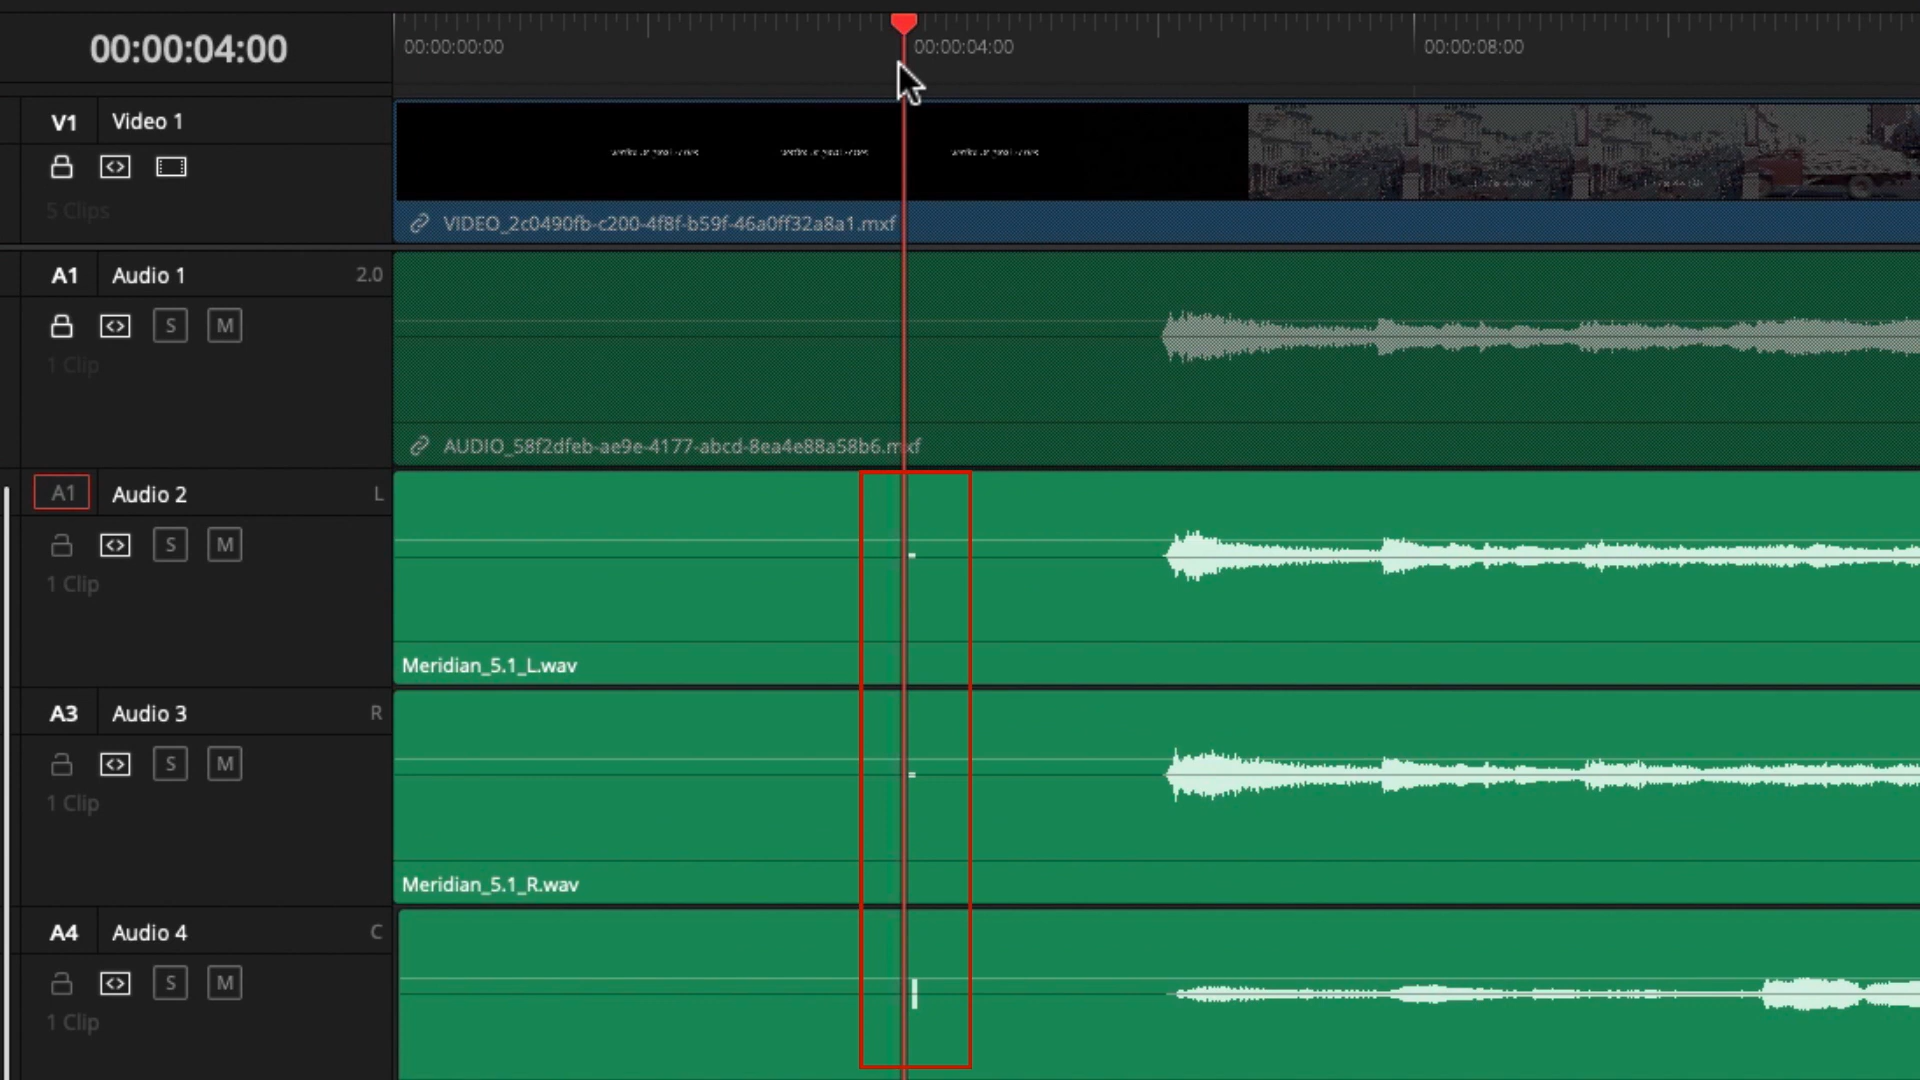 00:00:04:00
00:00:00:00
00:00:04:00
00:00:08:00
V1 Video 1
5 Clips
VIDEO_2c0490fb-c200-4f8f-b59f-46a0ff32a8a1.mxf
A1 Audio 1 2.0
S M
1 Clip
AUDIO_58f2dfeb-ae9e-4177-abcd-8ea4e88a58b6.mxf
A1 Audio 2 L
S M
1 Clip
Meridian_5.1_L.wav
A3 Audio 3 R
S M
1 Clip
Meridian_5.1_R.wav
A4 Audio 4 C
S M
1 Clip